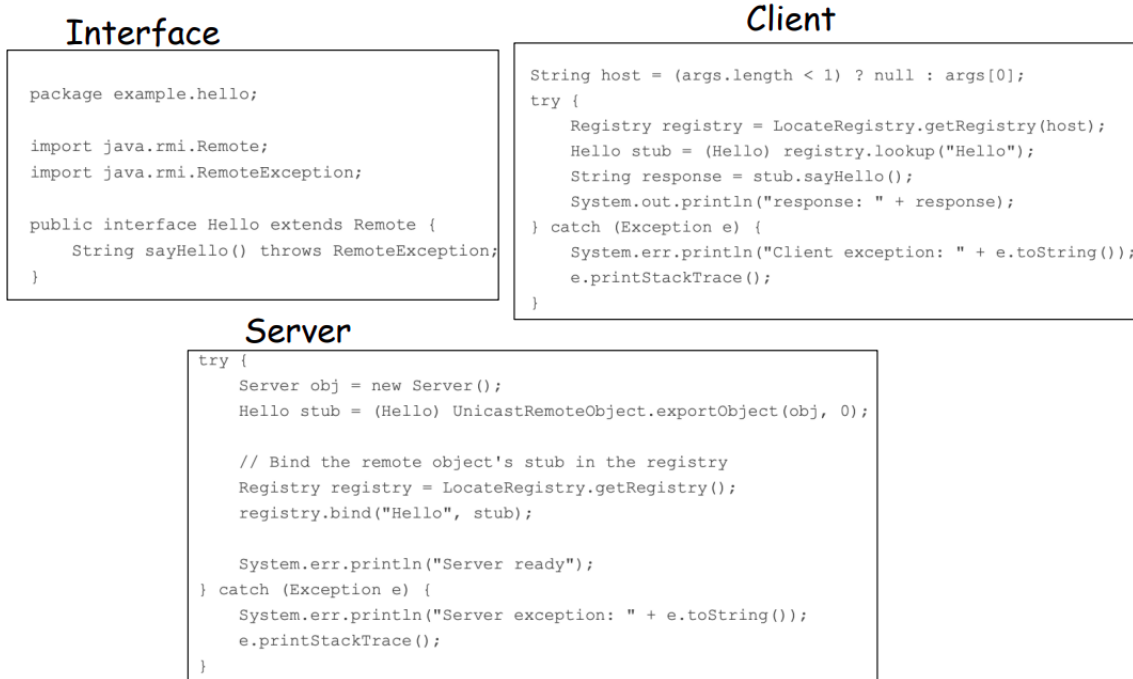 Interface
package example.hello;
import java.rmi.Remote;
import java.rmi.RemoteException;
public interface Hello extends Remote {
    String sayHello() throws RemoteException;
}
Client
String host = (args.length < 1) ? null : args[0];
try {
    Registry registry = LocateRegistry.getRegistry(host);
    Hello stub = (Hello) registry.lookup("Hello");
    String response = stub.sayHello();
    System.out.println("response: " + response);
} catch (Exception e) {
    System.err.println("Client exception: " + e.toString());
    e.printStackTrace();
}
Server
try {
    Server obj = new Server();
    Hello stub = (Hello) UnicastRemoteObject.exportObject(obj, 0);
    // Bind the remote object's stub in the registry
    Registry registry = LocateRegistry.getRegistry();
    registry.bind("Hello", stub);
    System.err.println("Server ready");
} catch (Exception e) {
    System.err.println("Server exception: " + e.toString());
    e.printStackTrace();
}